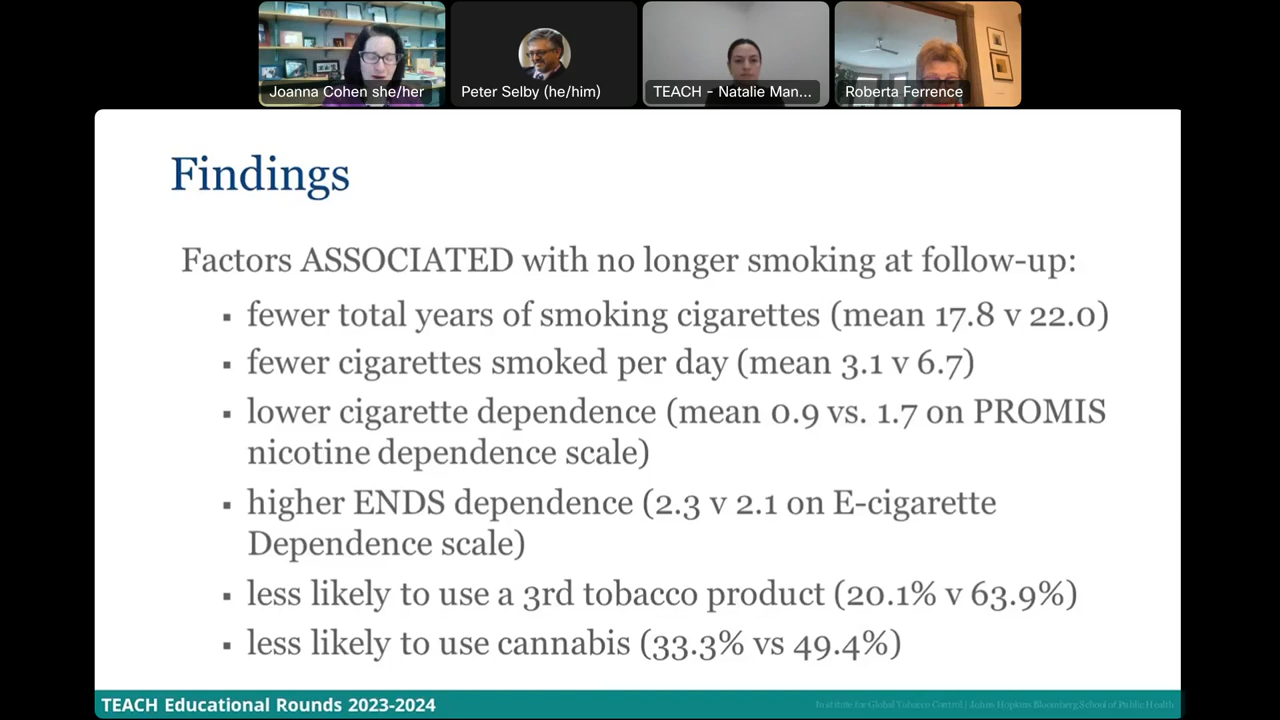 Joanna Cohen she/her
Peter Selby (he/him)
TEACH - Natalie Man...
Roberta Ferrence
Findings
Factors ASSOCIATED with no longer smoking at follow-up:
▪ fewer total years of smoking cigarettes (mean 17.8 v 22.0)
▪ fewer cigarettes smoked per day (mean 3.1 v 6.7)
▪ lower cigarette dependence (mean 0.9 vs. 1.7 on PROMIS
nicotine dependence scale)
▪ higher ENDS dependence (2.3 v 2.1 on E-cigarette
Dependence scale)
▪ less likely to use a 3rd tobacco product (20.1% v 63.9%)
▪ less likely to use cannabis (33.3% vs 49.4%)
TEACH Educational Rounds 2023-2024
Institute for Global Tobacco Control | Johns Hopkins Bloomberg School of Public Health